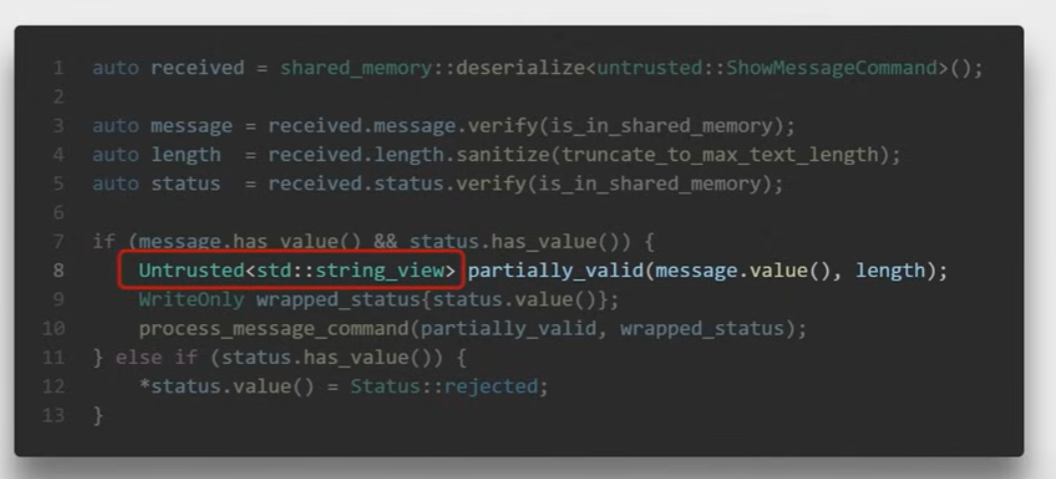 1 auto received = shared_memory::deserialize<untrusted::ShowMessageCommand>();
2
3 auto message = received.message.verify(is_in_shared_memory);
4 auto length  = received.length.sanitize(truncate_to_max_text_length);
5 auto status  = received.status.verify(is_in_shared_memory);
6
7 if (message.has_value() && status.has_value()) {
8     Untrusted<std::string_view> partially_valid(message.value(), length);
9     WriteOnly wrapped_status{status.value()};
10     process_message_command(partially_valid, wrapped_status);
11 } else if (status.has_value()) {
12     *status.value() = Status::rejected;
13 }